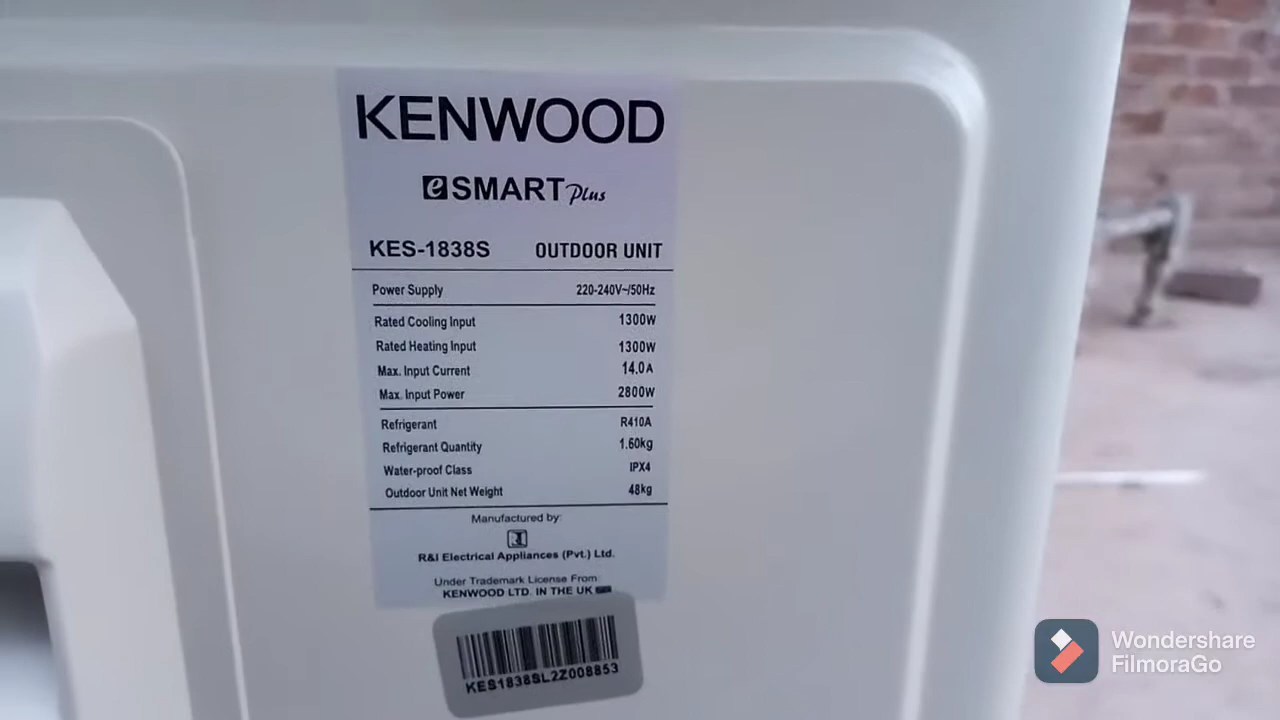 KENWOOD
e SMART Plus
KES-1838S OUTDOOR UNIT
Power Supply 220-240V~/50Hz
Rated Cooling Input 1300W
Rated Heating Input 1300W
Max. Input Current 14.0A
Max. Input Power 2800W
Refrigerant R410A
Refrigerant Quantity 1.60kg
Water-proof Class IPX4
Outdoor Unit Net Weight 48kg
Manufactured by:
R&I Electrical Appliances (Pvt.) Ltd.
Under Trademark License From
KENWOOD LTD. IN THE UK
KES1838SL2Z008853
Wondershare
FilmoraGo